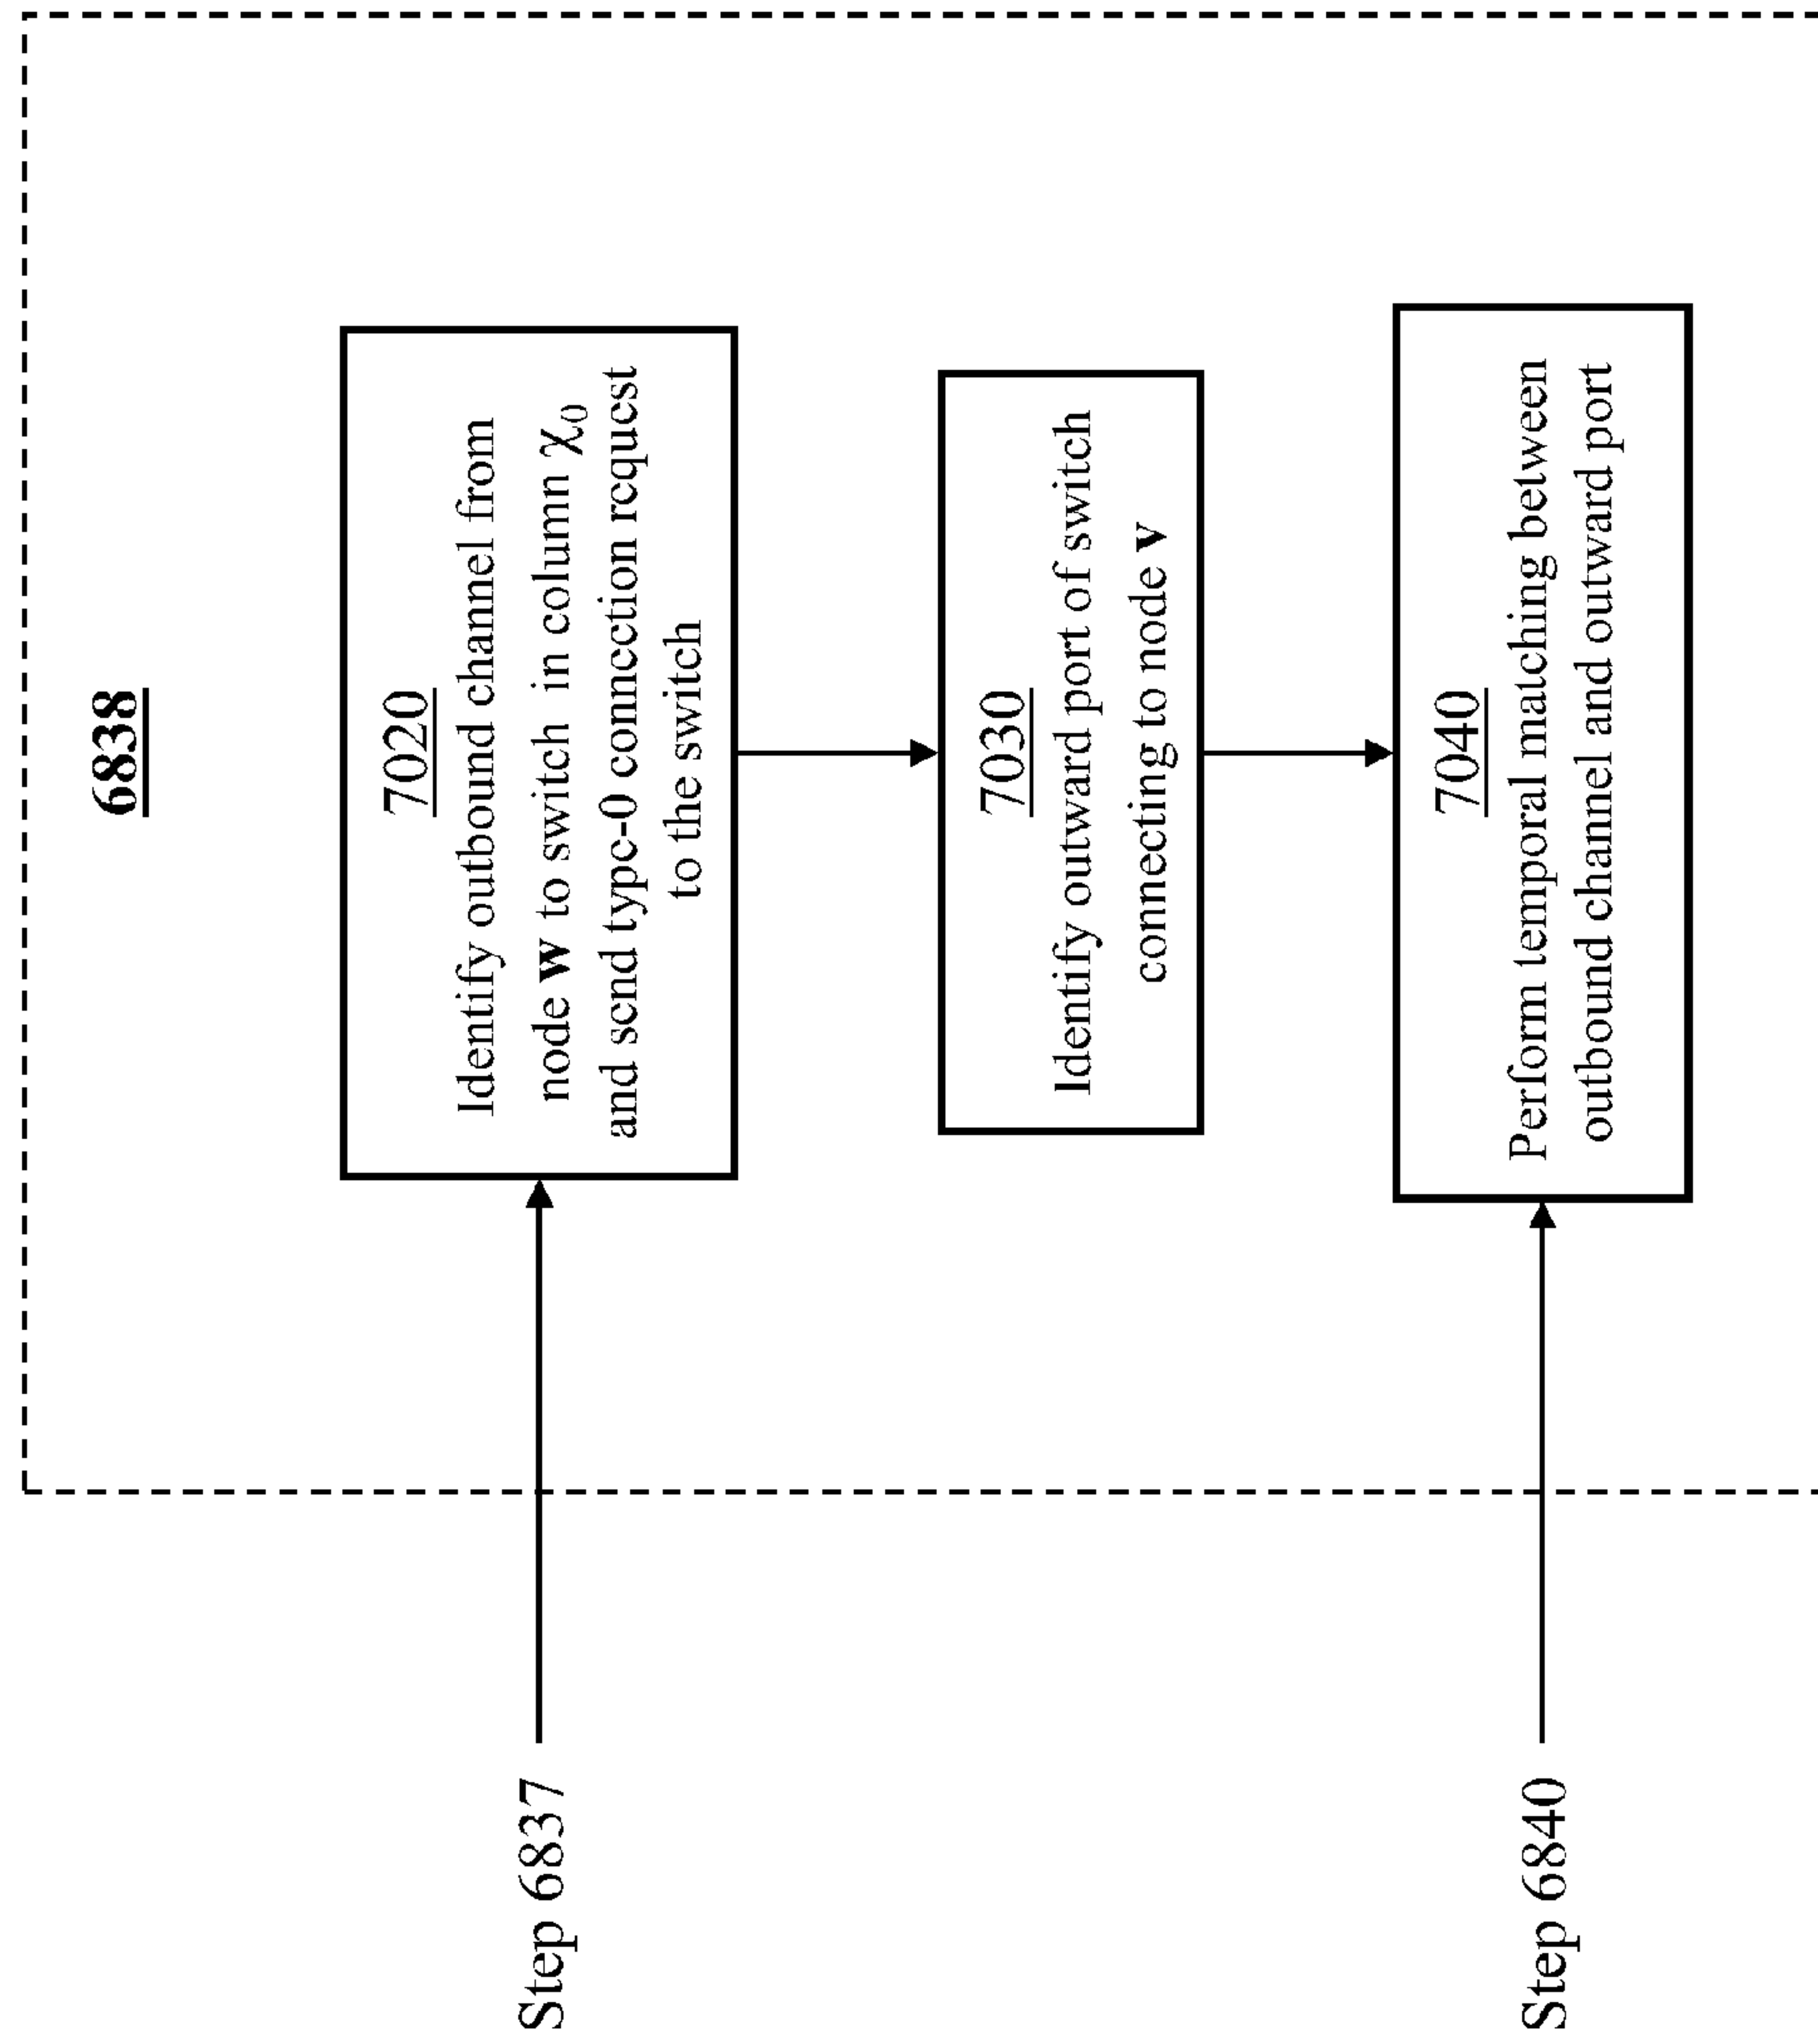 6838
7020
Identify outbound channel from
node w to switch in column χ0
and send type-0 connection request
to the switch
7030
Identify outward port of switch
connecting to node v
7040
Perform temporal matching between
outbound channel and outward port
Step 6837
Step 6840